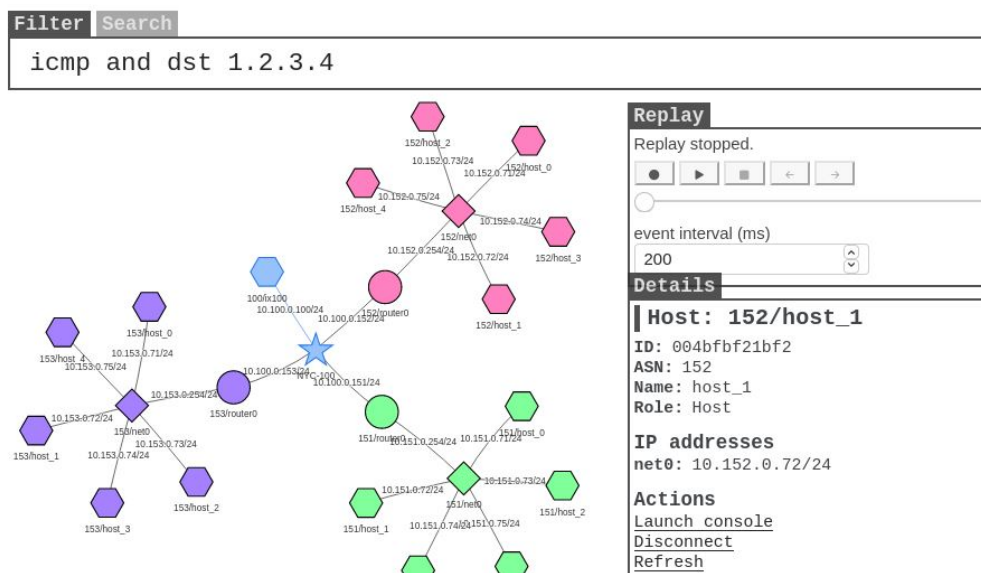 Filter Search
icmp and dst 1.2.3.4
152/host_2
10.152.0.73/24
152/host_0
10.152.0.71/24
10.152.0.75/24
152/host_4
10.152.0.74/24
152/net0
152/host_3
10.152.0.254/24
10.152.0.72/24
100/ix100
10.100.0.100/24
152/router0
10.100.0.152/24
152/host_1
153/host_0
153/host_4
10.153.0.71/24
10.153.0.75/24
NYC-100
10.100.0.153/24
10.100.0.151/24
10.153.0.254/24
153/router0
10.153.0.72/24
153/net0
10.153.0.73/24
153/host_1
10.153.0.74/24
153/host_2
153/host_3
151/router0
10.151.0.254/24
10.151.0.71/24
151/host_0
10.151.0.73/24
10.151.0.72/24
151/net0
151/host_2
151/host_1
10.151.0.74/24
10.151.0.75/24
Replay
Replay stopped.
event interval (ms)
200
Details
Host: 152/host_1
ID: 004bfbf21bf2
ASN: 152
Name: host_1
Role: Host
IP addresses
net0: 10.152.0.72/24
Actions
Launch console
Disconnect
Refresh